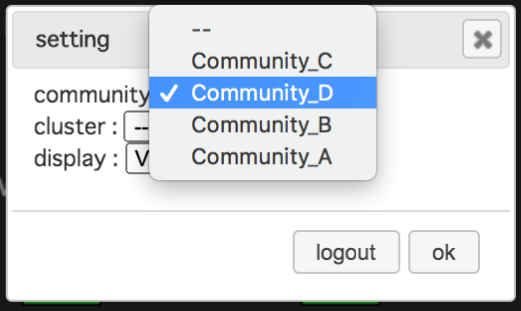 setting
--
Community_C
community
✓ Community_D
cluster : --
Community_B
display : V
Community_A
logout
ok